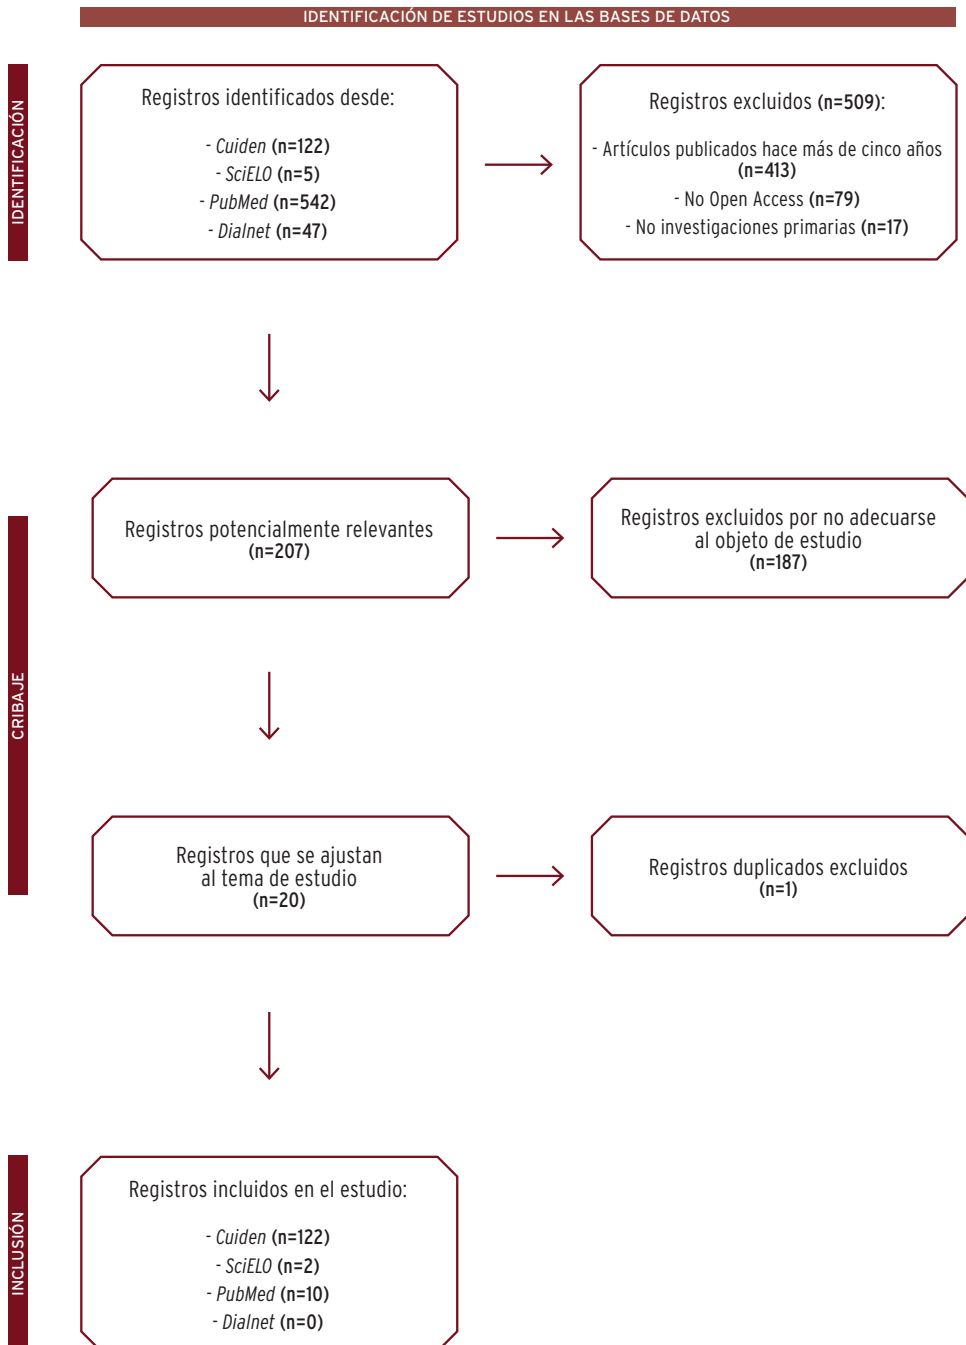 IDENTIFICACIÓN DE ESTUDIOS EN LAS BASES DE DATOS
IDENTIFICACIÓN
Registros identificados desde:
- Cuiden (n=122)
- SciELO (n=5)
- PubMed (n=542)
- Dialnet (n=47)
Registros excluidos (n=509):
- Artículos publicados hace más de cinco años
(n=413)
- No Open Access (n=79)
- No investigaciones primarias (n=17)
CRIBAJE
Registros potencialmente relevantes
(n=207)
Registros excluidos por no adecuarse
al objeto de estudio
(n=187)
Registros que se ajustan
al tema de estudio
(n=20)
Registros duplicados excluidos
(n=1)
INCLUSIÓN
Registros incluidos en el estudio:
- Cuiden (n=122)
- SciELO (n=2)
- PubMed (n=10)
- Dialnet (n=0)